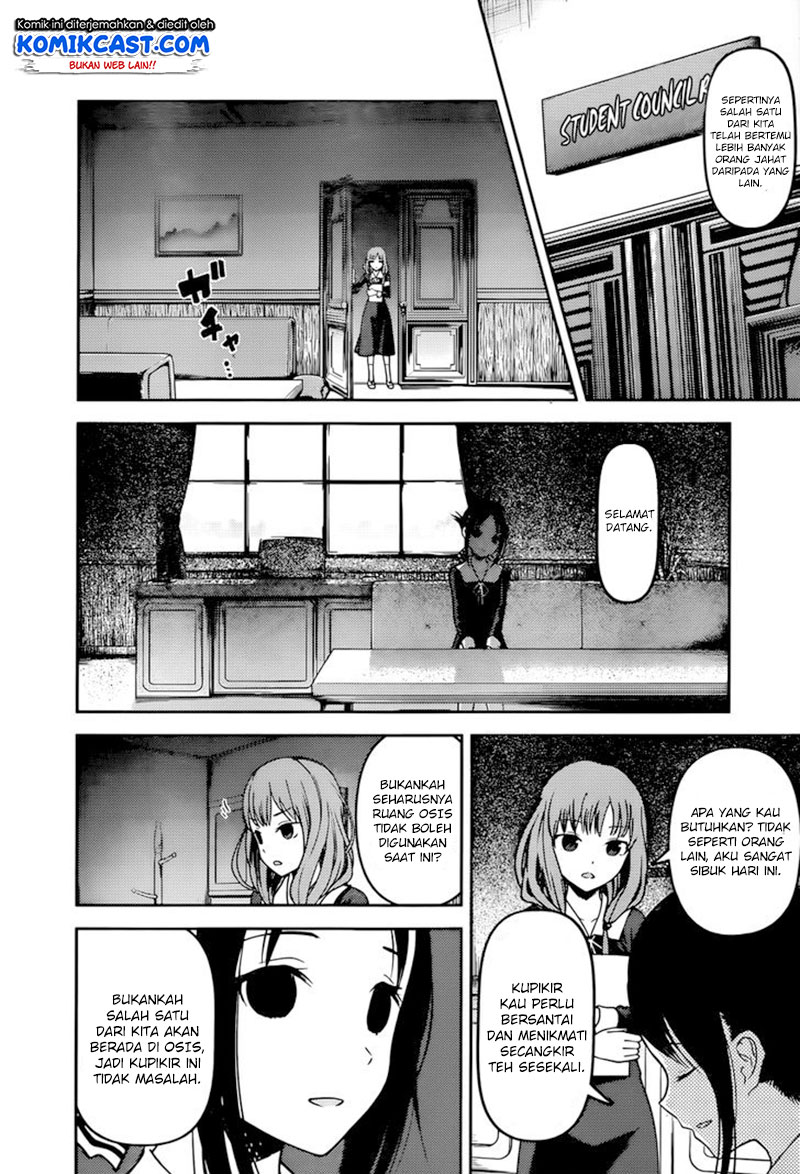 Komik ini diterjemahkan & diedit oleh
KOMIKCAST.COM
BUKAN WEB LAIN!!
STUDENT COUNCIL R
SEPERTINYA
SALAH SATU
DARI KITA
TELAH BERTEMU
LEBIH BANYAK
ORANG JAHAT
DARIPADA YANG
LAIN.
ガチャ…
SELAMAT
DATANG.
APA YANG KAU
BUTUHKAN? TIDAK
SEPERTI ORANG
LAIN, AKU SANGAT
SIBUK HARI INI.
KUPIKIR
KAU PERLU
BERSANTAI
DAN MENIKMATI
SECANGKIR
TEH SESEKALI.
BUKANKAH
SEHARUSNYA
RUANG OSIS
TIDAK BOLEH
DIGUNAKAN
SAAT INI?
BUKANKAH
SALAH SATU
DARI KITA AKAN
BERADA DI OSIS,
JADI KUPIKIR INI
TIDAK MASALAH.